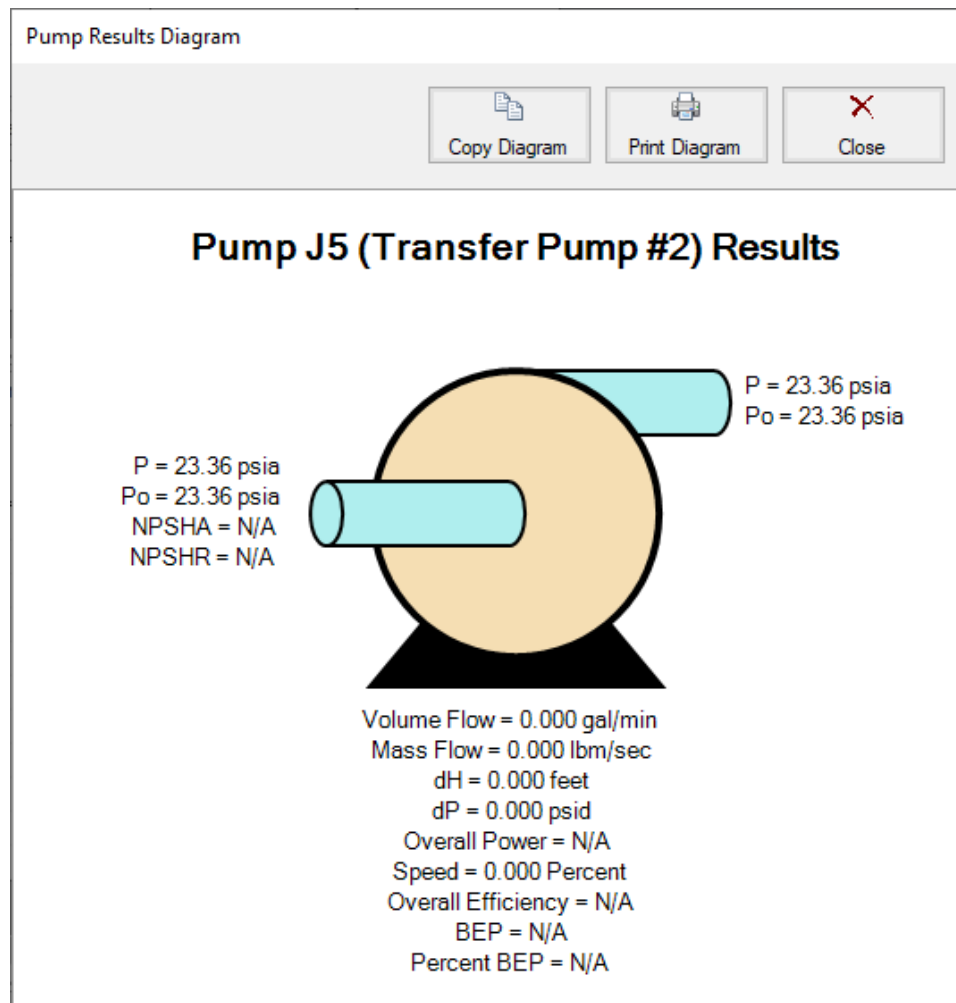 Pump Results Diagram
Copy Diagram
Print Diagram
Close
Pump J5 (Transfer Pump #2) Results
P = 23.36 psia
Po = 23.36 psia
P = 23.36 psia
Po = 23.36 psia
NPSHA = N/A
NPSHR = N/A
Volume Flow = 0.000 gal/min
Mass Flow = 0.000 lbm/sec
dH = 0.000 feet
dP = 0.000 psid
Overall Power = N/A
Speed = 0.000 Percent
Overall Efficiency = N/A
BEP = N/A
Percent BEP = N/A